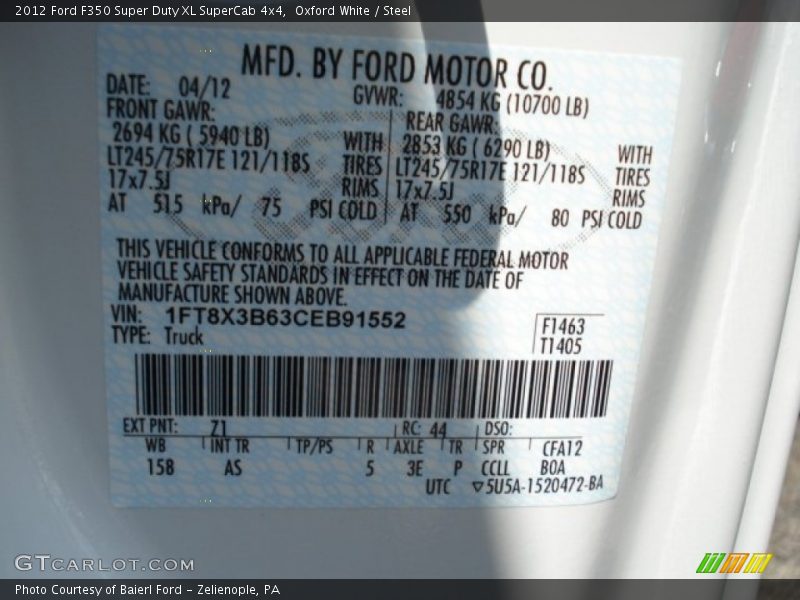 2012 Ford F350 Super Duty XL SuperCab 4x4, Oxford White / Steel
MFD. BY FORD MOTOR CO.
DATE: 04/12
GVWR: 4854 KG (10700 LB)
FRONT GAWR:
2694 KG ( 5940 LB) WITH
LT245/75R17E 121/118S TIRES
17x7.5J RIMS
AT 515 kPa/ 75 PSI COLD
REAR GAWR:
2853 KG ( 6290 LB) WITH
LT245/75R17E 121/118S TIRES
17x7.5J RIMS
AT 550 kPa/ 80 PSI COLD
THIS VEHICLE CONFORMS TO ALL APPLICABLE FEDERAL MOTOR
VEHICLE SAFETY STANDARDS IN EFFECT ON THE DATE OF
MANUFACTURE SHOWN ABOVE.
VIN: 1FT8X3B63CEB91552
TYPE: Truck
F1463
T1405
EXT PNT: Z1 RC: 44 DSO:
WB INT TR TP/PS R AXLE TR SPR CFA12
158 AS 5 3E P CCLL BOA
UTC ▽5U5A-1520472-BA
GTCARLOT.COM
Photo Courtesy of Baierl Ford - Zelienople, PA